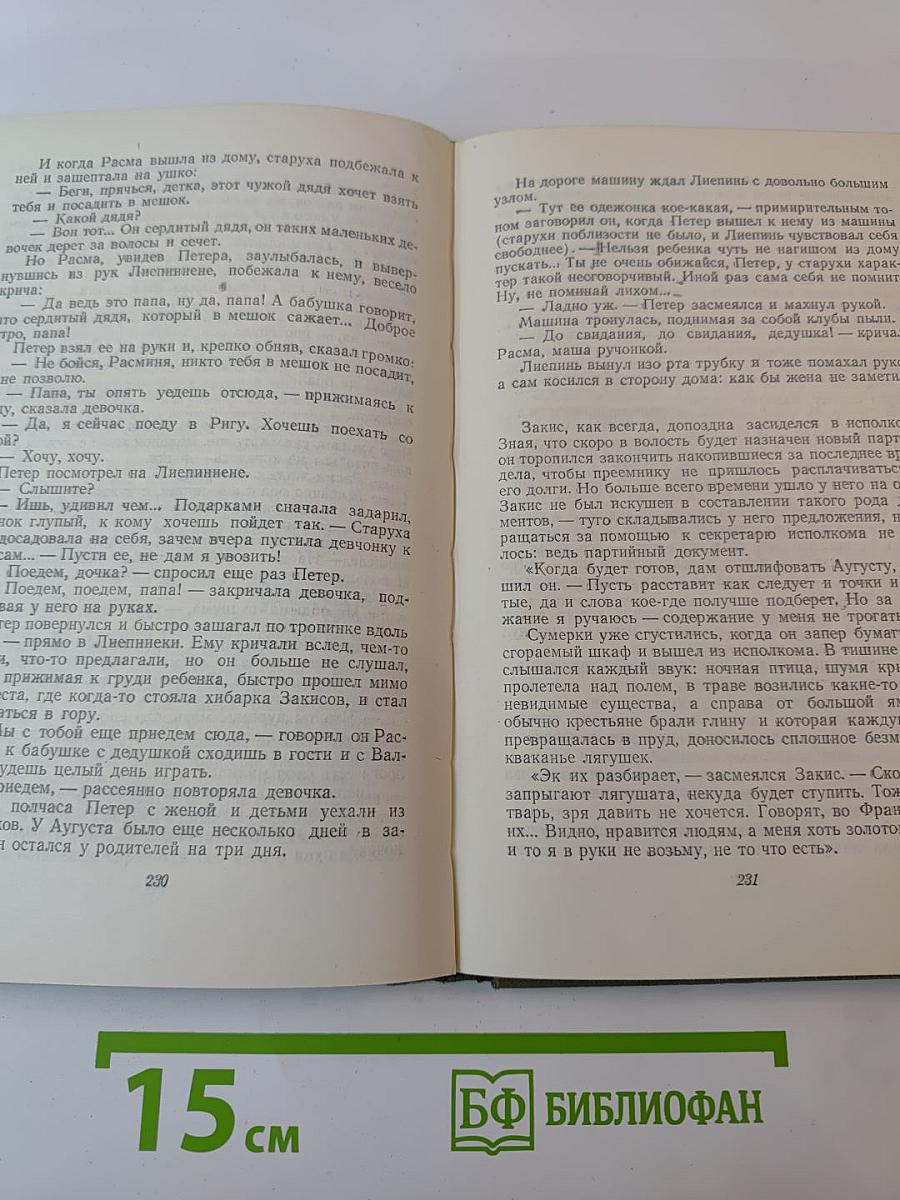 И когда Расма вышла из дому, старуха подбежала к
ней и зашептала на ушко:
— Беги, прячься, детка, этот чужой дядя хочет взять
тебя и посадить в мешок.
— Какой дядя?
— Вон тот... Он сердитый дядя, он таких маленьких де-
вочек дерет за волосы и сечет.
Но Расма, увидев Петера, заулыбалась, и вывер-
нувшись из рук Лиепиниене, побежала к нему, весело
крича:
— Да ведь это папа, ну да, папа! А бабушка говорит,
что сердитый дядя, который в мешок сажает... Доброе
тро, папа!
Петер взял ее на руки и, крепко обняв, сказал громко:
— Не бойся, Расминя, никто тебя в мешок не посадит,
не позволю.
— Папа, ты опять уедешь отсюда, — прижимаясь к
ду, сказала девочка.
— Да, я сейчас поеду в Ригу. Хочешь поехать со
ой?
— Хочу, хочу.
Петер посмотрел на Лиепиниене.
— Слышите?
— Ишь, удивил чем... Подарками сначала задарил,
нок глупый, к кому хочешь пойдет так. — Старуха
досадовала на себя, зачем вчера пустила девчонку к
сам... — Пусти ее, не дам я увозить!
Поедем, дочка? — спросил еще раз Петер.
Поедем, поедем, папа! — закричала девочка, под-
вая у него на руках.
тер повернулся и быстро зашагал по тропинке вдоль
— прямо в Лиепниеки. Ему кричали вслед, чем-то
и, что-то предлагали, но он больше не слушал,
прижимая к груди ребенка, быстро прошел мимо
еста, где когда-то стояла хибарка Закисов, и стал
аться в гору.
Мы с тобой еще приедем сюда, — говорил он Рас-
к бабушке с дедушкой сходишь в гости и с Вал-
удешь целый день играть.
риедем, — рассеянно повторяла девочка.
полчаса Петер с женой и детьми уехали из
ков. У Аугуста было еще несколько дней в за-
н остался у родителей на три дня.
230
На дороге машину ждал Лиепинь с довольно большим
узлом.
— Тут ее одежонка кое-какая, — примирительным то-
ном заговорил он, когда Петер вышел к нему из машины
(старухи поблизости не было, и Лиепинь чувствовал себя
свободнее). — Нельзя ребенка чуть не нагишом из дому
пускать... Ты не очень обижайся, Петер, у старухи харак-
тер такой несговорчивый. Иной раз сама себя не помнит
Ну, не поминай лихом...
— Ладно уж. — Петер засмеялся и махнул рукой.
Машина тронулась, поднимая за собой клубы пыли.
— До свидания, до свидания, дедушка! — кричал
Расма, маша ручонкой.
Лиепинь вынул изо рта трубку и тоже помахал руко
а сам косился в сторону дома: как бы жена не замети
Закис, как всегда, допоздна засиделся в исполко
Зная, что скоро в волость будет назначен новый парт
он торопился закончить накопившиеся за последнее вр
дела, чтобы преемнику не пришлось расплачиваться
его долги. Но больше всего времени ушло у него на о
Закис не был искушен в составлении такого рода д
ментов, — туго складывались у него предложения, н
ращаться за помощью к секретарю исполкома не
лось: ведь партийный документ.
«Когда будет готов, дам отшлифовать Аугусту,
шил он. — Пусть расставит как следует и точки и
тые, да и слова кое-где получше подберет. Но за
жание я ручаюсь — содержание у меня не трогать
Сумерки уже сгустились, когда он запер бумаг
сгораемый шкаф и вышел из исполкома. В тишине
слышался каждый звук: ночная птица, шумя кры
пролетела над полем, в траве возились какие-то
невидимые существа, а справа от большой ям
обычно крестьяне брали глину и которая каждую
превращалась в пруд, доносилось сплошное безм
кваканье лягушек.
«Эк их разбирает, — засмеялся Закис. — Ско
запрыгают лягушата, некуда будет ступить. Тож
тварь, зря давить не хочется. Говорят, во Фран
их... Видно, нравится людям, а меня хоть золото
и то я в руки не возьму, не то что есть».
231
15 см
БФ БИБЛИОФАН